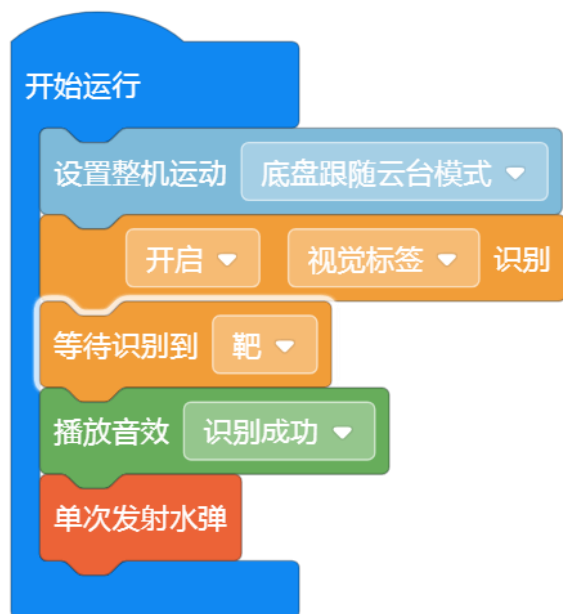 开始运行
设置整机运动 底盘跟随云台模式
开启 视觉标签 识别
等待识别到 靶
播放音效 识别成功
单次发射水弹